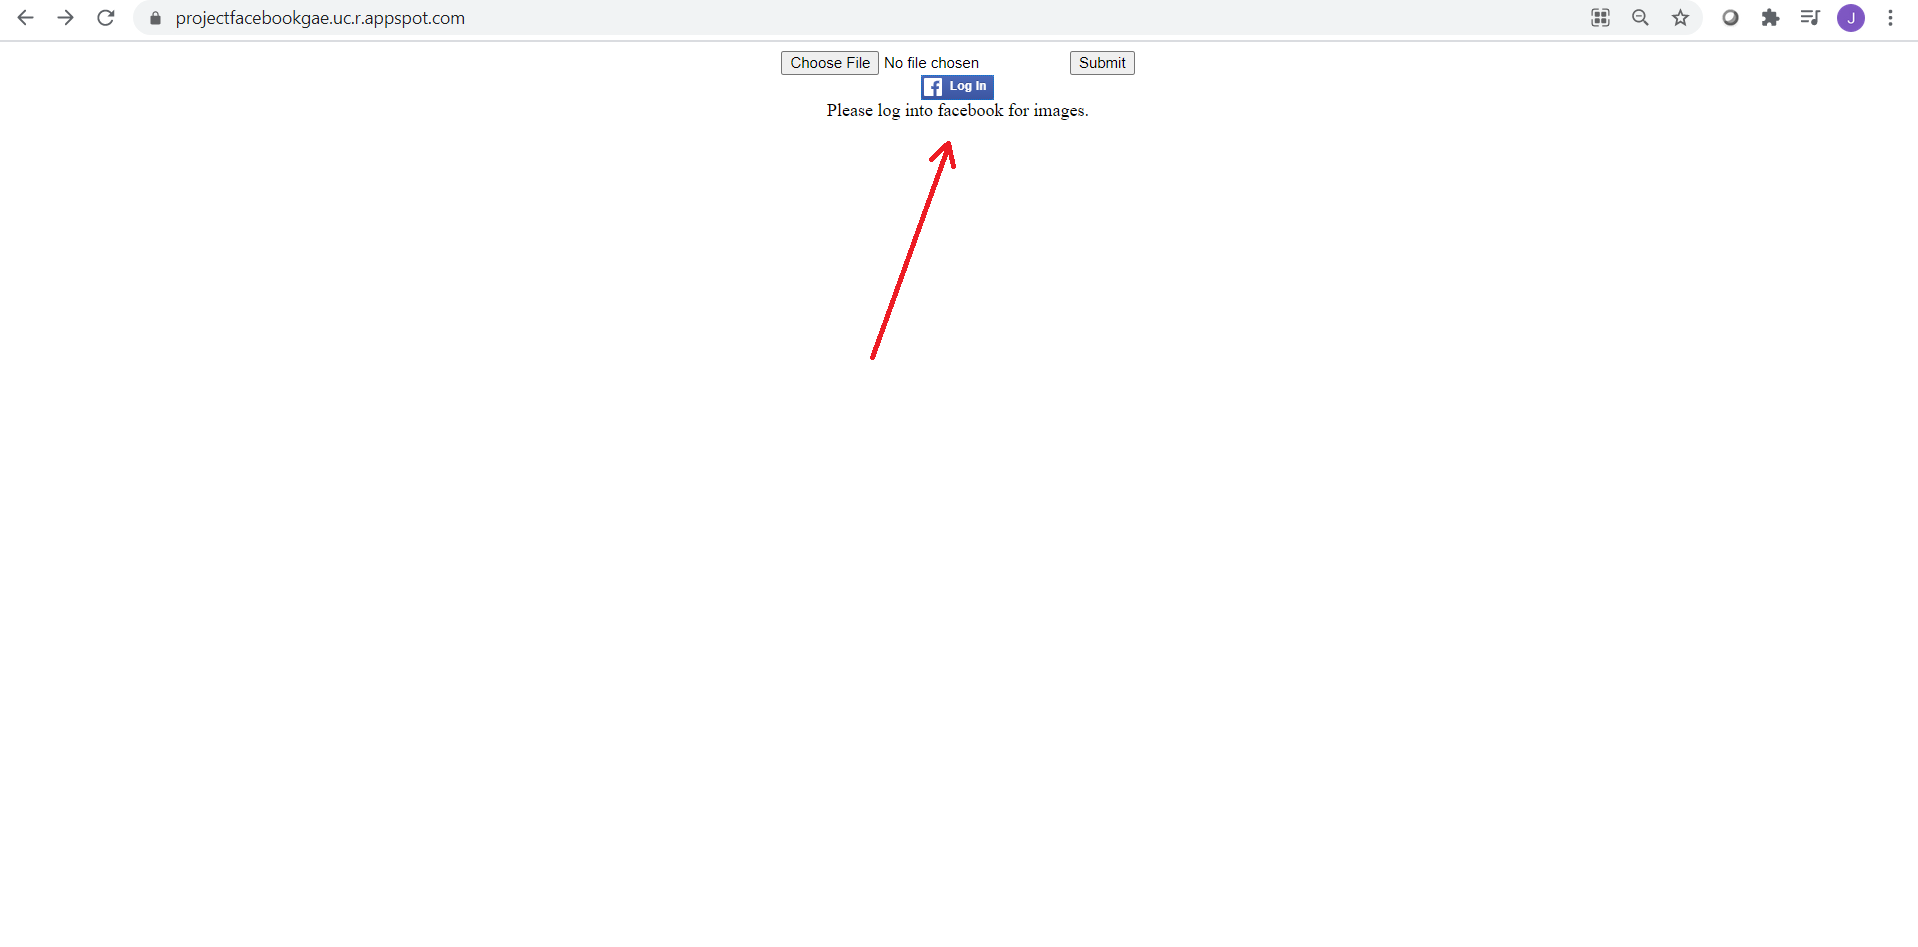 projectfacebookgae.uc.r.appspot.com
J
Choose File No file chosen Submit
f Log In
Please log into facebook for images.